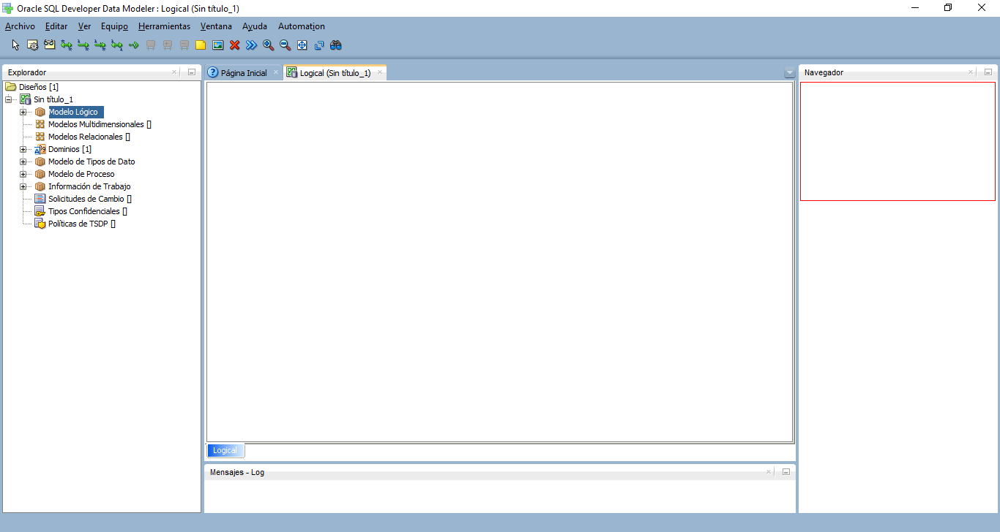 Oracle SQL Developer Data Modeler : Logical (Sin título_1)
Archivo Editar Ver Equipo Herramientas Ventana Ayuda Automation
Explorador
Diseños [1]
Sin título_1
Modelo Lógico
Modelos Multidimensionales []
Modelos Relacionales []
Dominios [1]
Modelo de Tipos de Dato
Modelo de Proceso
Información de Trabajo
Solicitudes de Cambio []
Tipos Confidenciales []
Políticas de TSDP []
Página Inicial Logical (Sin título_1)
Logical
Mensajes - Log
Navegador